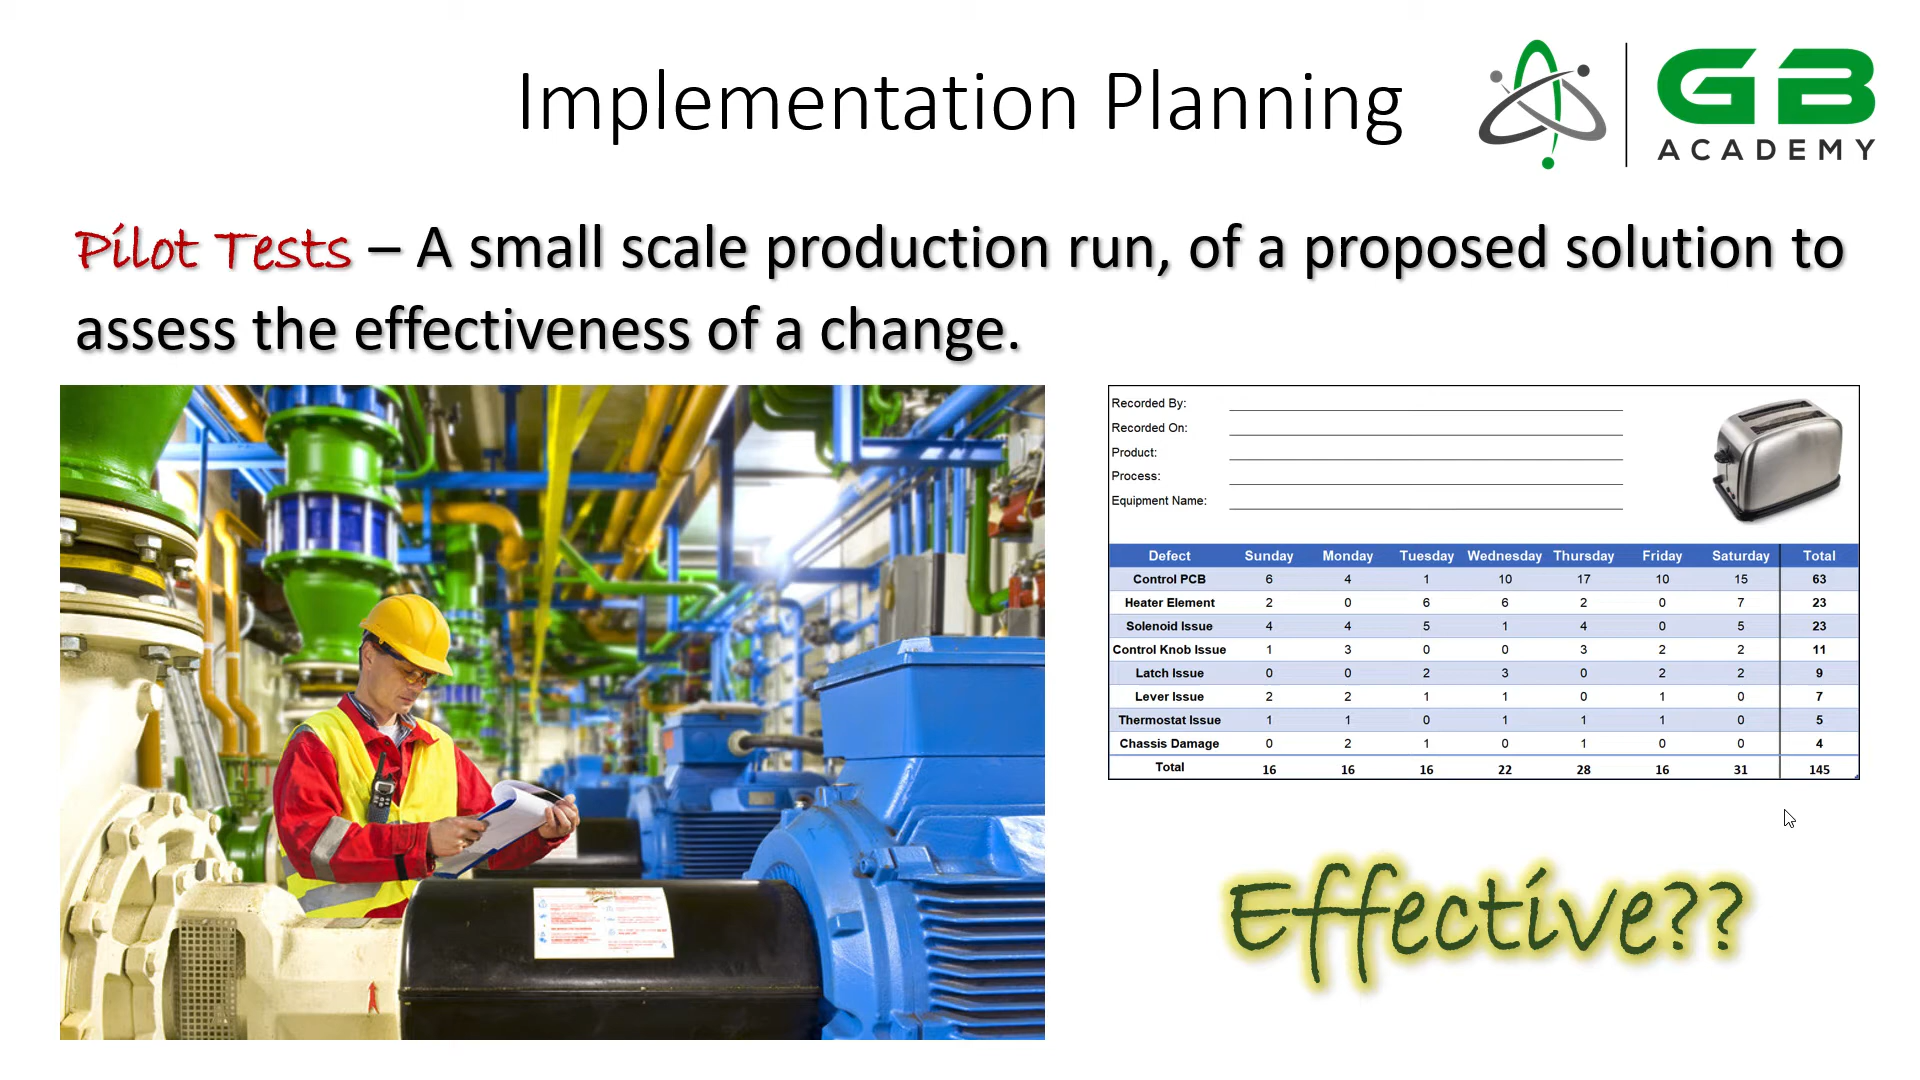 Implementation Planning
GB
ACADEMY
Pilot Tests – A small scale production run, of a proposed solution to
assess the effectiveness of a change.
Recorded By:
Recorded On:
Product:
Process:
Equipment Name:
Defect Sunday Monday Tuesday Wednesday Thursday Friday Saturday Total
Control PCB 6 4 1 10 17 10 15 63
Heater Element 2 0 6 6 2 0 7 23
Solenoid Issue 4 4 5 1 4 0 5 23
Control Knob Issue 1 3 0 0 3 2 2 11
Latch Issue 0 0 2 3 0 2 2 9
Lever Issue 2 2 1 1 0 1 0 7
Thermostat Issue 1 1 0 1 1 1 0 5
Chassis Damage 0 2 1 0 1 0 0 4
Total 16 16 16 22 28 16 31 145
Effective??